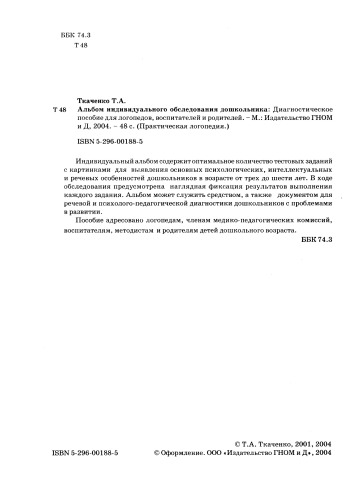 ББК 74.3
Т 48
Ткаченко Т.А.
Т 48 Альбом индивидуального обследования дошкольника: Диагностическое
пособие для логопедов, воспитателей и родителей. – М.: Издательство ГНОМ
и Д, 2004. – 48 с. (Практическая логопедия.)
ISBN 5-296-00188-5
Индивидуальный альбом содержит оптимальное количество тестовых заданий
с картинками для выявления основных психологических, интеллектуальных
и речевых особенностей дошкольников в возрасте от трех до шести лет. В ходе
обследования предусмотрена наглядная фиксация результатов выполнения
каждого задания. Альбом может служить средством, а также документом для
речевой и психолого-педагогической диагностики дошкольников с проблемами
в развитии.
Пособие адресовано логопедам, членам медико-педагогических комиссий,
воспитателям, методистам и родителям детей дошкольного возраста.
ББК 74.3
© Т.А. Ткаченко, 2001, 2004
ISBN 5-296-00188-5 © Оформление. ООО «Издательство ГНОМ и Д», 2004